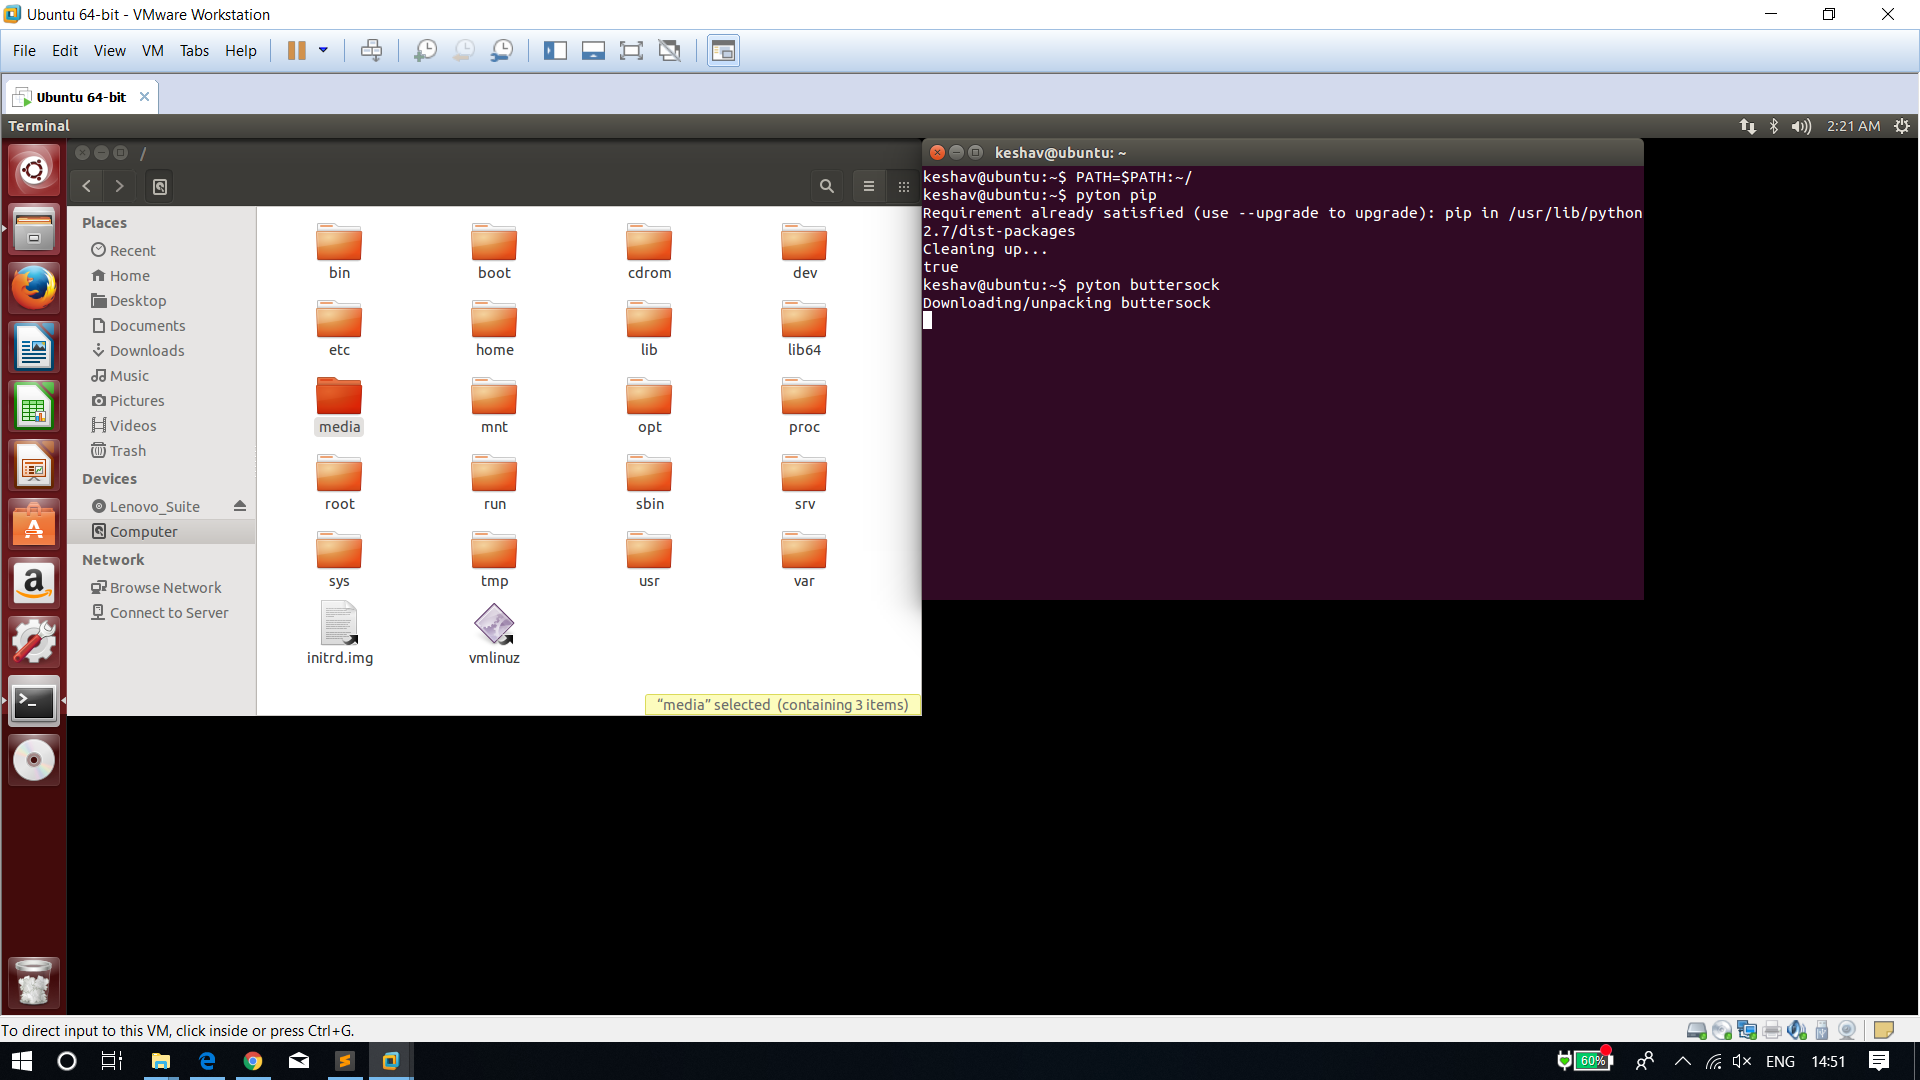 Ubuntu 64-bit - VMware Workstation
File Edit View VM Tabs Help
Ubuntu 64-bit
Terminal
2:21 AM
/
Places
Recent
Home
Desktop
Documents
Downloads
Music
Pictures
Videos
Trash
Devices
Lenovo_Suite
Computer
Network
Browse Network
Connect to Server
bin boot cdrom dev
etc home lib lib64
media mnt opt proc
root run sbin srv
sys tmp usr var
initrd.img vmlinuz
"media" selected (containing 3 items)
keshav@ubuntu: ~
keshav@ubuntu:~$ PATH=$PATH:~/
keshav@ubuntu:~$ pyton pip
Requirement already satisfied (use --upgrade to upgrade): pip in /usr/lib/python
2.7/dist-packages
Cleaning up...
true
keshav@ubuntu:~$ pyton buttersock
Downloading/unpacking buttersock
To direct input to this VM, click inside or press Ctrl+G.
60% ENG 14:51